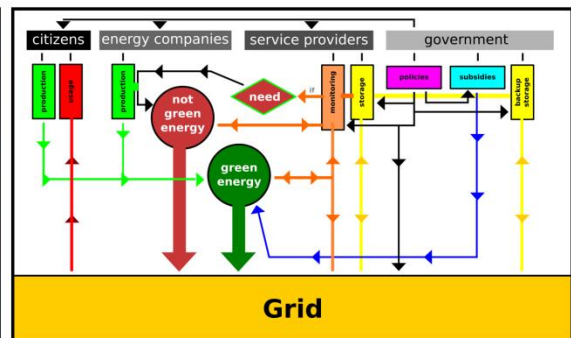 citizens
energy companies
service providers
government
production
usage
production
not
green
energy
need
if
monitoring
storage
policies
subsidies
backup
storage
green
energy
Grid